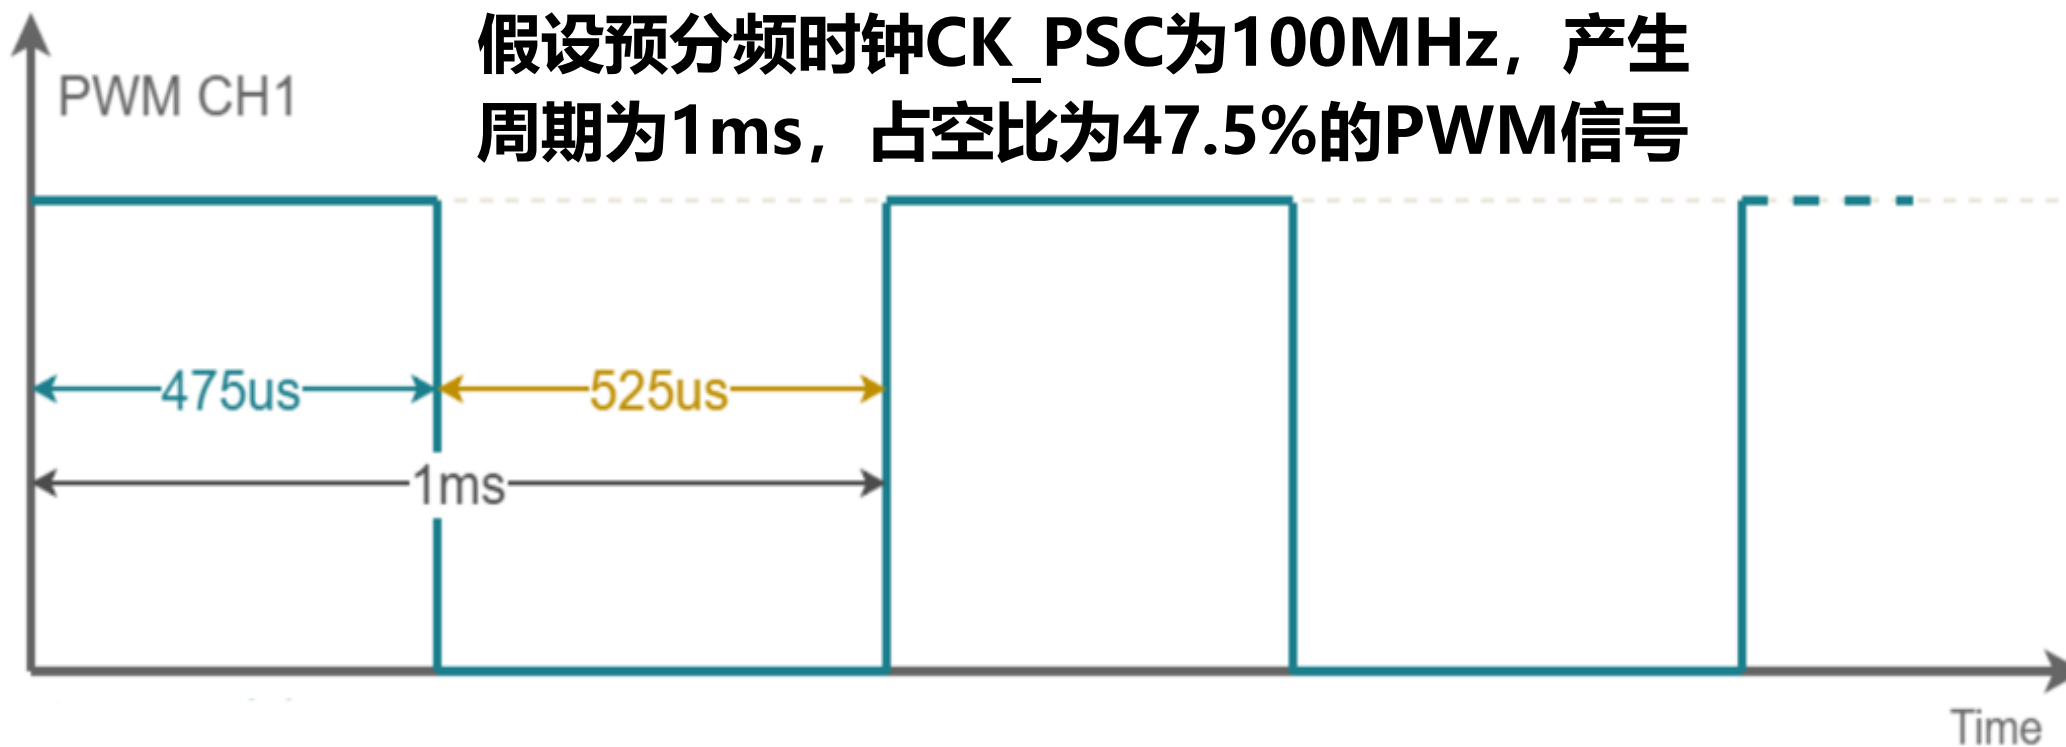 假设预分频时钟CK_PSC为100MHz，产生
周期为1ms，占空比为47.5%的PWM信号
PWM CH1
475us
525us
1ms
Time